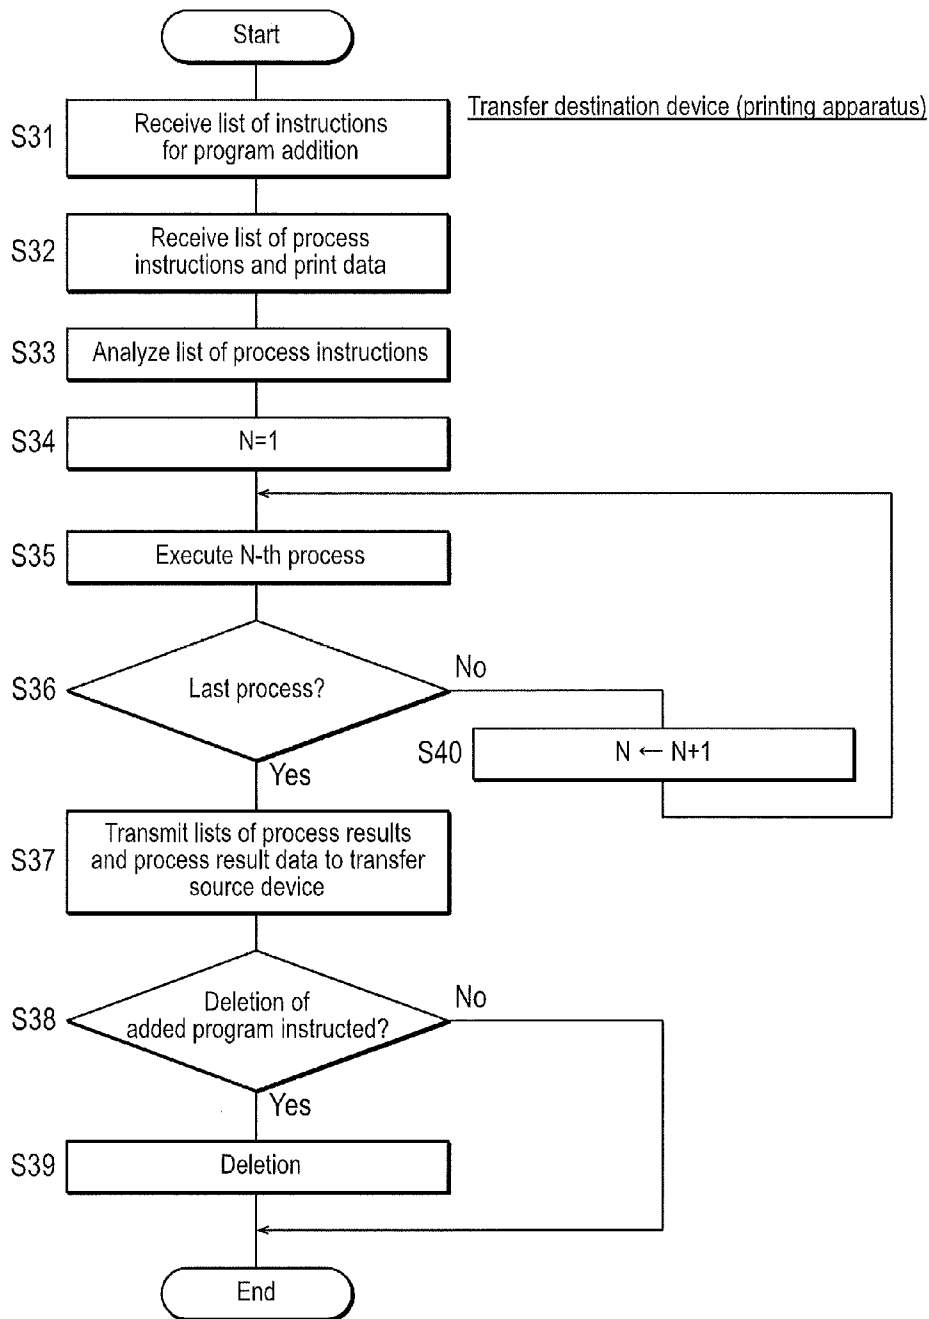 Start
Transfer destination device (printing apparatus)
S31
Receive list of instructions
for program addition
S32
Receive list of process
instructions and print data
S33
Analyze list of process instructions
S34
N=1
S35
Execute N-th process
S36
Last process?
No
Yes
S40
N ← N+1
S37
Transmit lists of process results
and process result data to transfer
source device
S38
Deletion of
added program instructed?
No
Yes
S39
Deletion
End